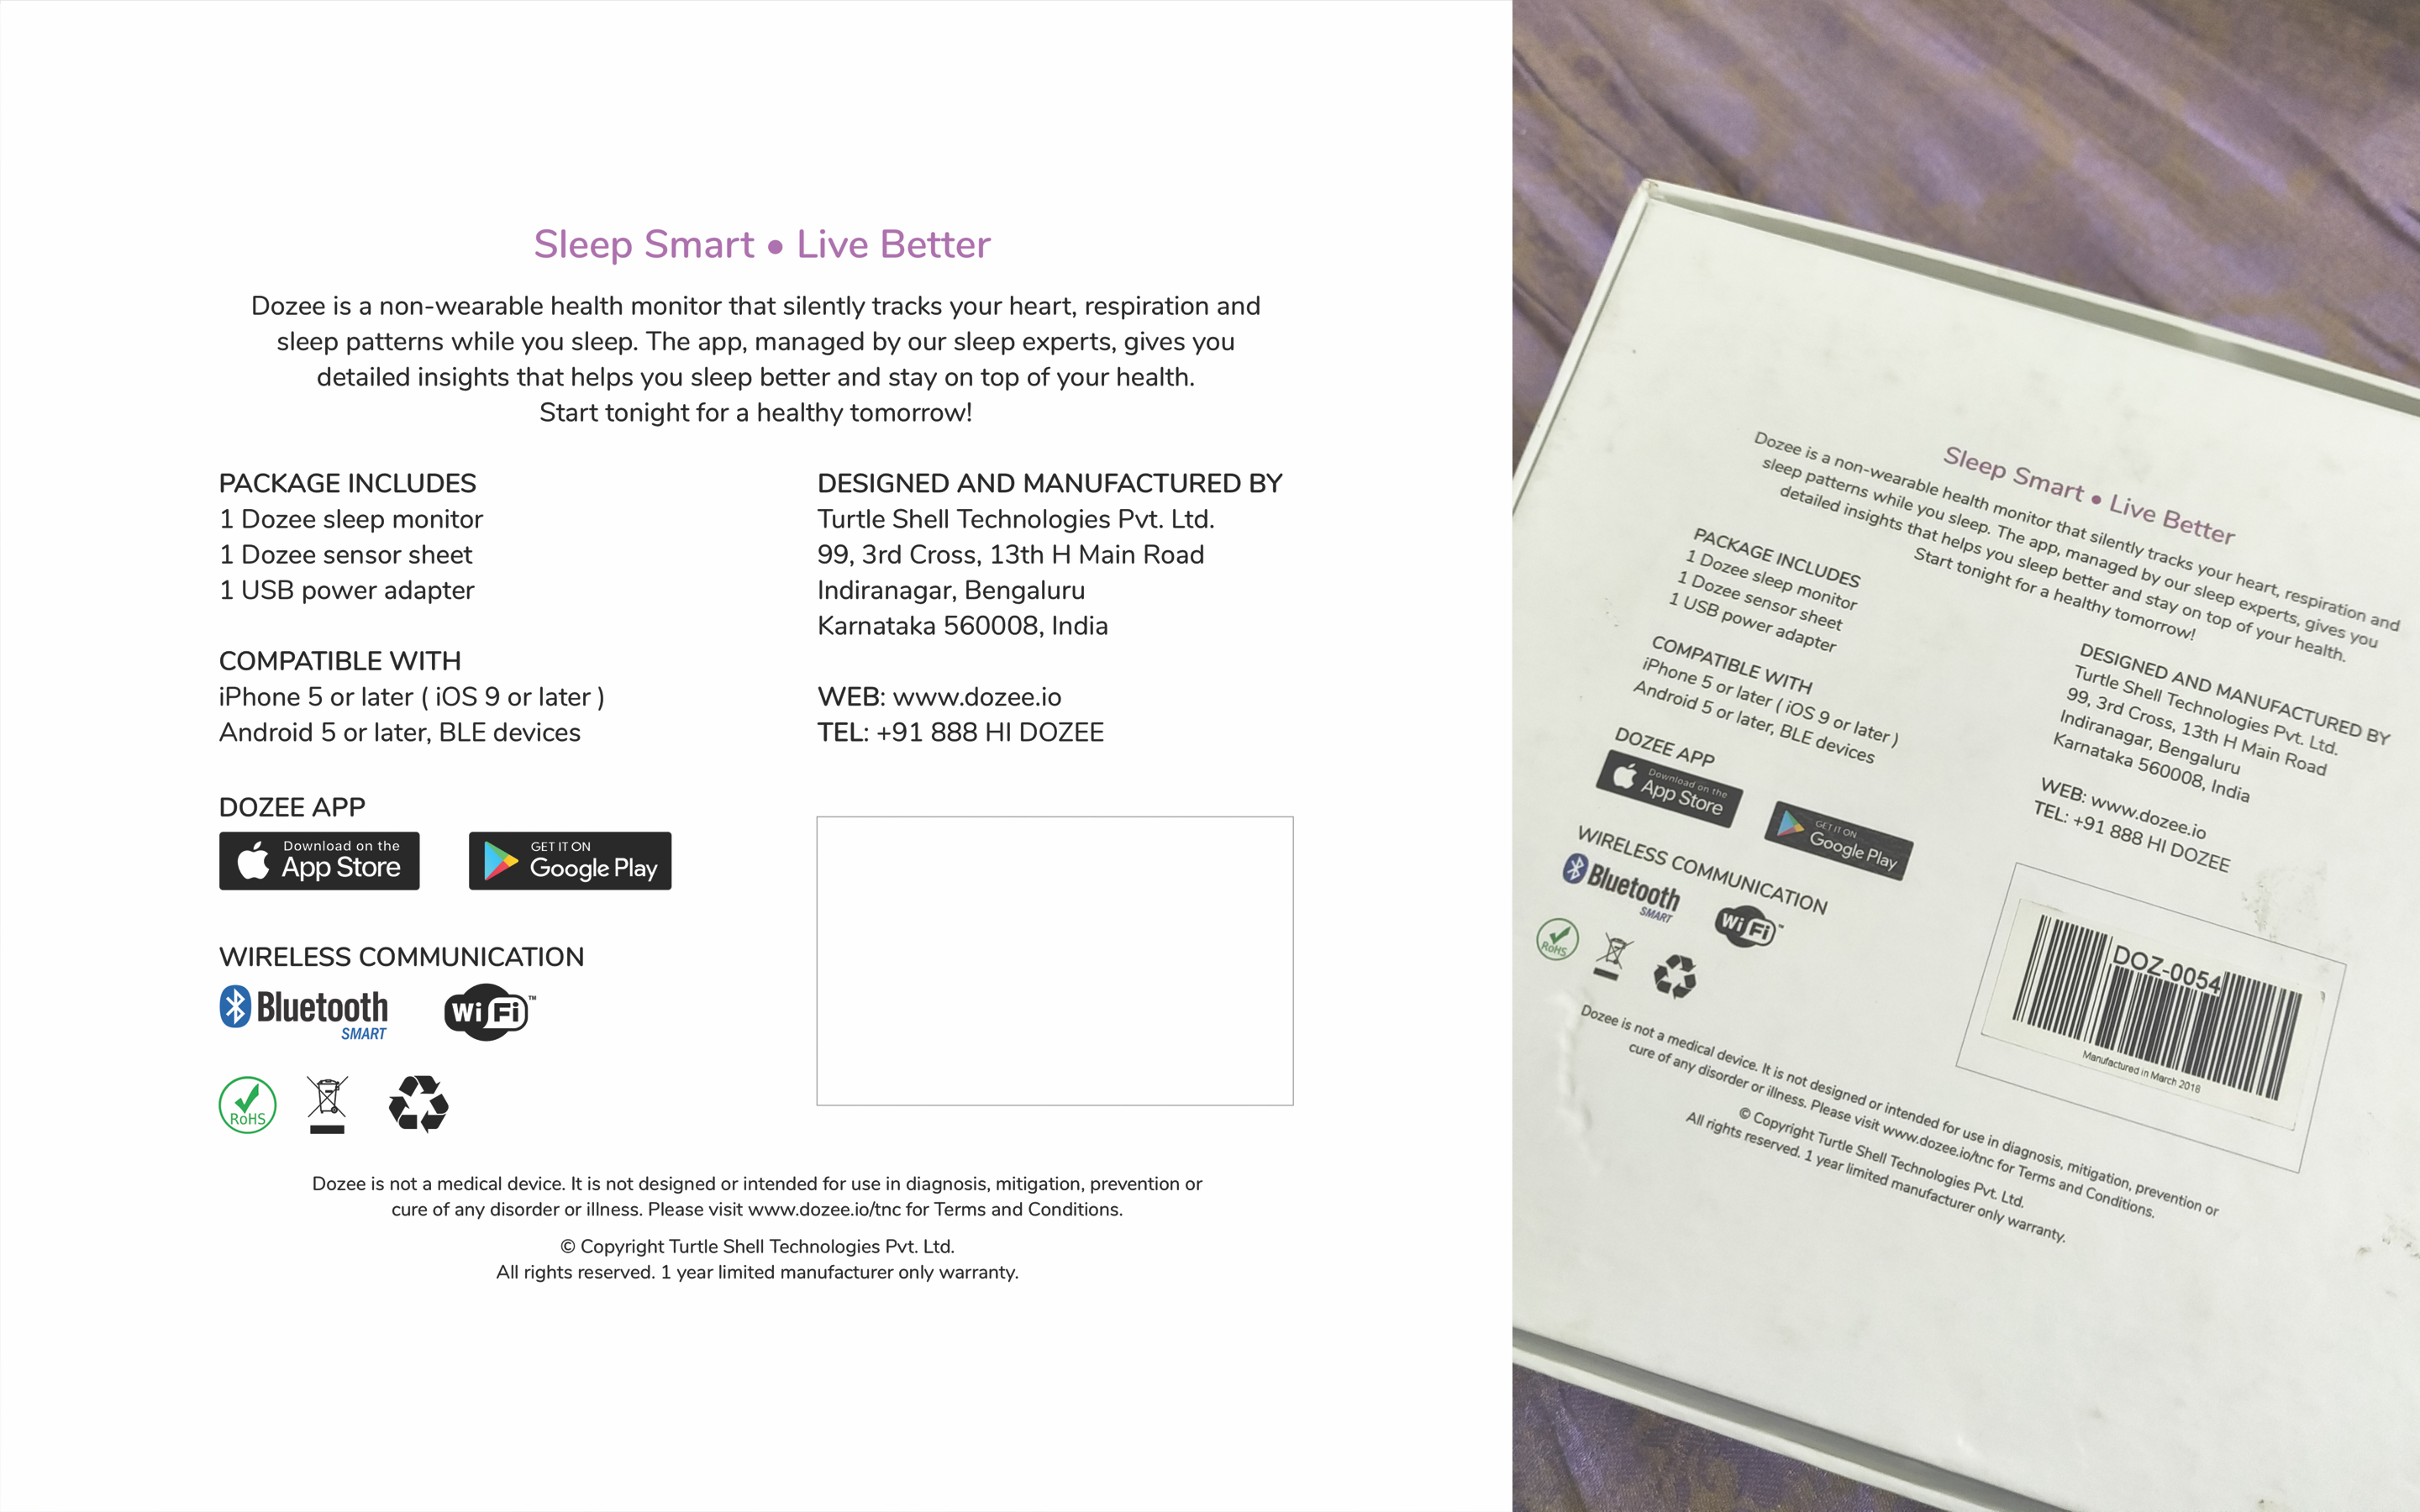 Sleep Smart • Live Better
Dozee is a non-wearable health monitor that silently tracks your heart, respiration and
sleep patterns while you sleep. The app, managed by our sleep experts, gives you
detailed insights that helps you sleep better and stay on top of your health.
Start tonight for a healthy tomorrow!
PACKAGE INCLUDES
1 Dozee sleep monitor
1 Dozee sensor sheet
1 USB power adapter
COMPATIBLE WITH
iPhone 5 or later ( iOS 9 or later )
Android 5 or later, BLE devices
DOZEE APP
Download on the
App Store
GET IT ON
Google Play
WIRELESS COMMUNICATION
Bluetooth
SMART
Wi Fi™
RoHS
DESIGNED AND MANUFACTURED BY
Turtle Shell Technologies Pvt. Ltd.
99, 3rd Cross, 13th H Main Road
Indiranagar, Bengaluru
Karnataka 560008, India
WEB: www.dozee.io
TEL: +91 888 HI DOZEE
Dozee is not a medical device. It is not designed or intended for use in diagnosis, mitigation, prevention or
cure of any disorder or illness. Please visit www.dozee.io/tnc for Terms and Conditions.
© Copyright Turtle Shell Technologies Pvt. Ltd.
All rights reserved. 1 year limited manufacturer only warranty.
Sleep Smart • Live Better
Dozee is a non-wearable health monitor that silently tracks your heart, respiration and
sleep patterns while you sleep. The app, managed by our sleep experts, gives you
detailed insights that helps you sleep better and stay on top of your health.
Start tonight for a healthy tomorrow!
PACKAGE INCLUDES
1 Dozee sleep monitor
1 Dozee sensor sheet
1 USB power adapter
COMPATIBLE WITH
iPhone 5 or later ( iOS 9 or later )
Android 5 or later, BLE devices
DOZEE APP
Download on the
App Store
GET IT ON
Google Play
WIRELESS COMMUNICATION
Bluetooth
SMART
Wi Fi™
RoHS
DESIGNED AND MANUFACTURED BY
Turtle Shell Technologies Pvt. Ltd.
99, 3rd Cross, 13th H Main Road
Indiranagar, Bengaluru
Karnataka 560008, India
WEB: www.dozee.io
TEL: +91 888 HI DOZEE
DOZ-0054
Manufactured in March 2018
Dozee is not a medical device. It is not designed or intended for use in diagnosis, mitigation, prevention or
cure of any disorder or illness. Please visit www.dozee.io/tnc for Terms and Conditions.
© Copyright Turtle Shell Technologies Pvt. Ltd.
All rights reserved. 1 year limited manufacturer only warranty.